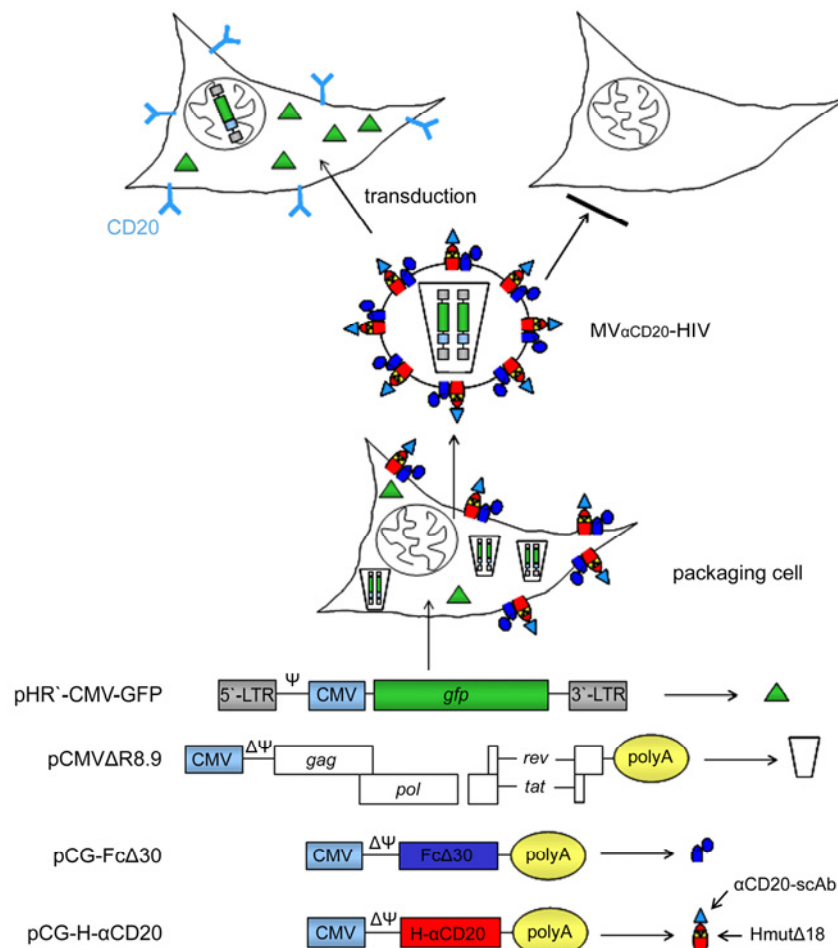 transduction
CD20
MVαCD20-HIV
packaging cell
pHR`-CMV-GFP
5`-LTR
Ψ
CMV
gfp
3`-LTR
pCMVΔR8.9
CMV
ΔΨ
gag
pol
rev
tat
polyA
pCG-FcΔ30
CMV
ΔΨ
FcΔ30
polyA
αCD20-scAb
pCG-H-αCD20
CMV
ΔΨ
H-αCD20
polyA
HmutΔ18